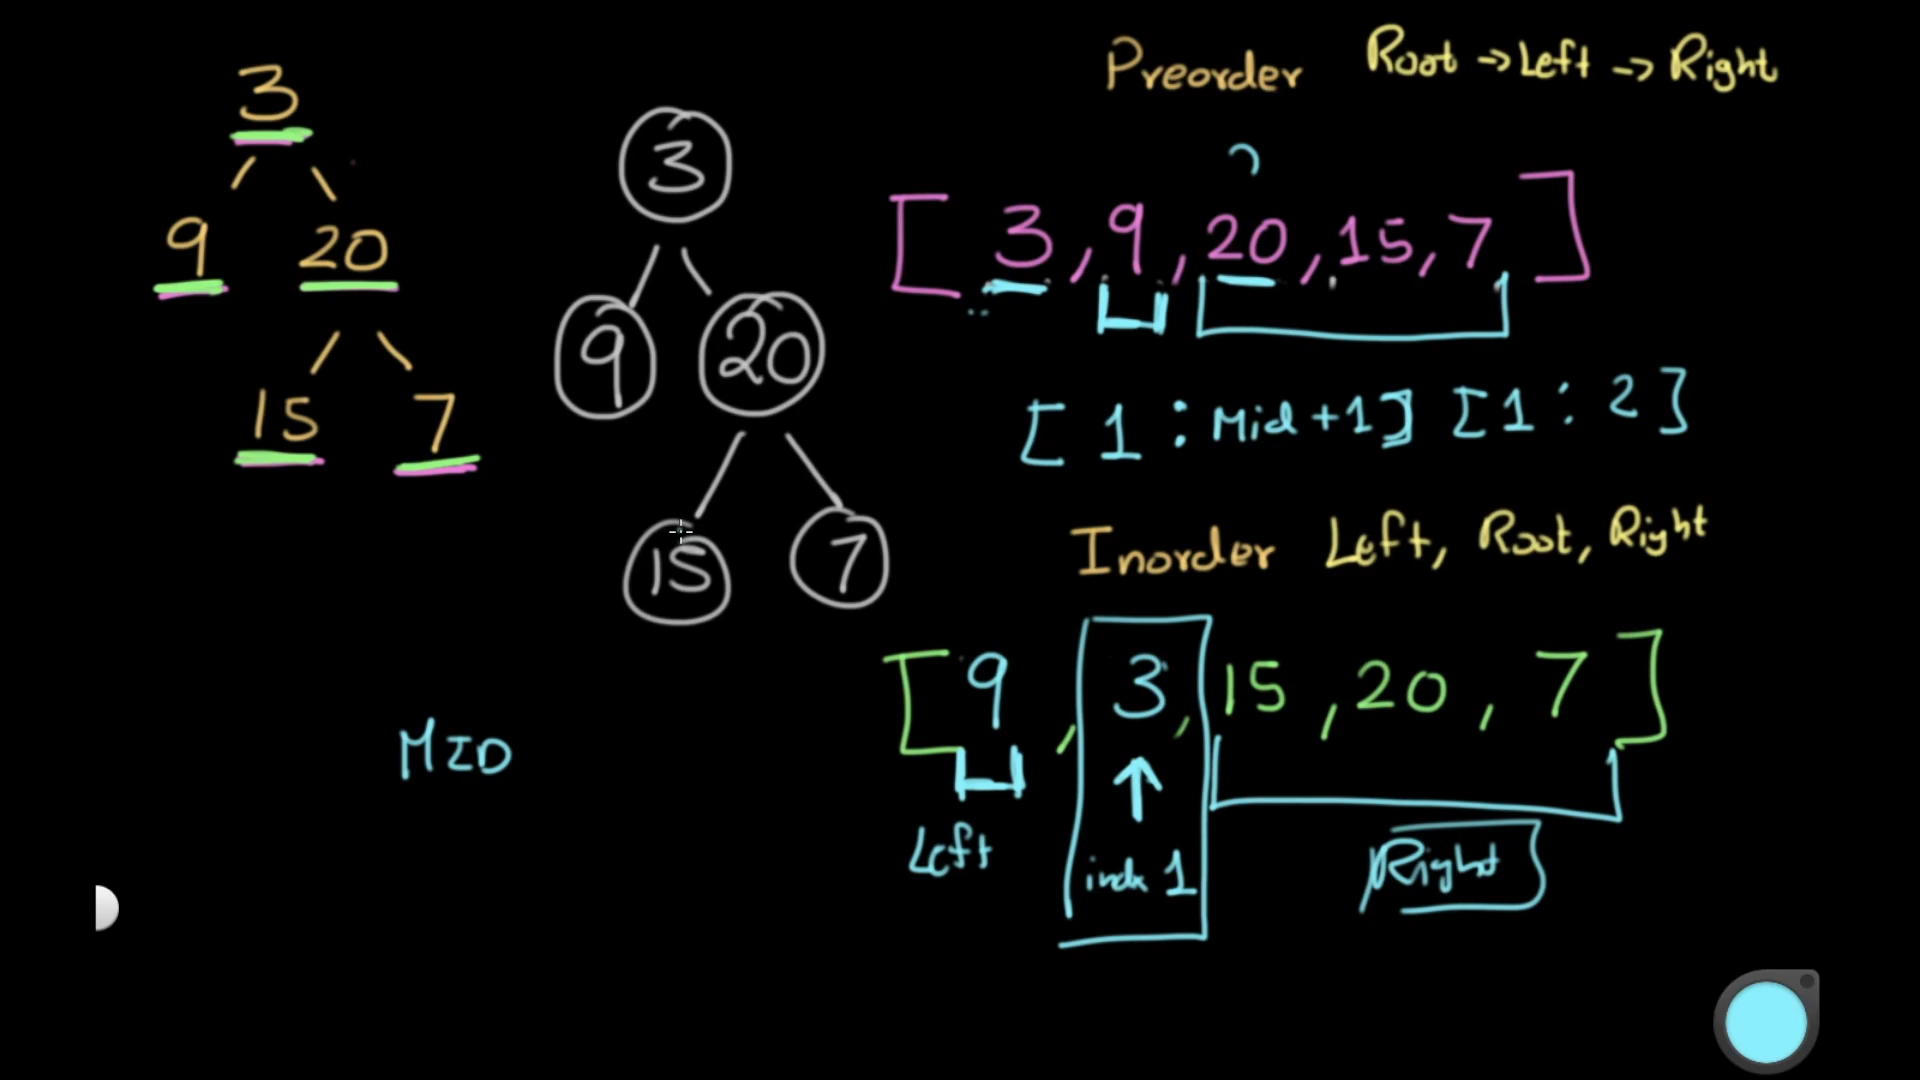 3
9 20
15 7
3
9 20
15 7
MID
Preorder Root -> Left -> Right
[ 3 , 9 , 20 , 15 , 7 ]
[ 1 : Mid + 1 ] [ 1 : 2 ]
Inorder Left, Root, Right
[ 9 , 3 , 15 , 20 , 7 ]
Left indx 1 Right